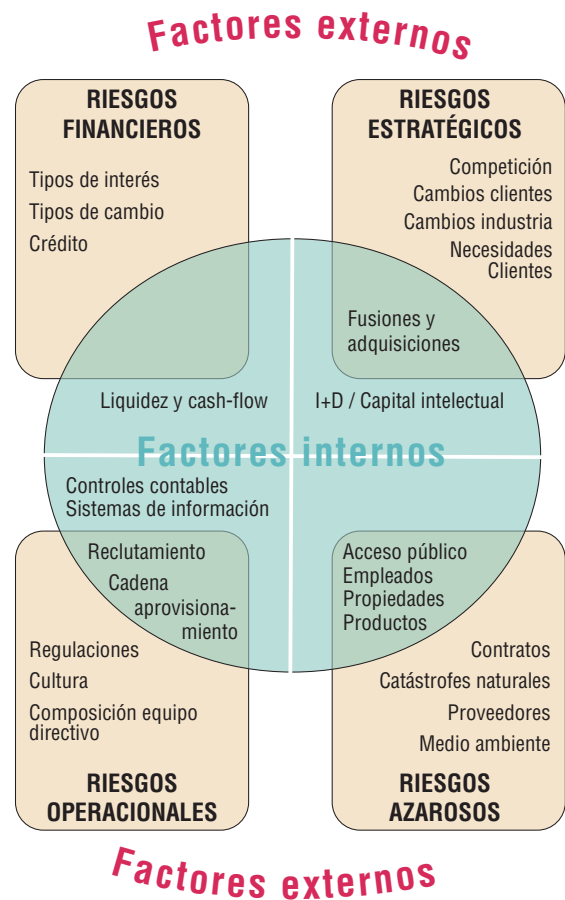 Factores externos
RIESGOS
FINANCIEROS
Tipos de interés
Tipos de cambio
Crédito
RIESGOS
ESTRATÉGICOS
Competición
Cambios clientes
Cambios industria
Necesidades
Clientes
Fusiones y
adquisiciones
Liquidez y cash-flow
I+D / Capital intelectual
Factores internos
Controles contables
Sistemas de información
Reclutamiento
Cadena
aprovisiona-
miento
Regulaciones
Cultura
Composición equipo
directivo
RIESGOS
OPERACIONALES
Acceso público
Empleados
Propiedades
Productos
Contratos
Catástrofes naturales
Proveedores
Medio ambiente
RIESGOS
AZAROSOS
Factores externos